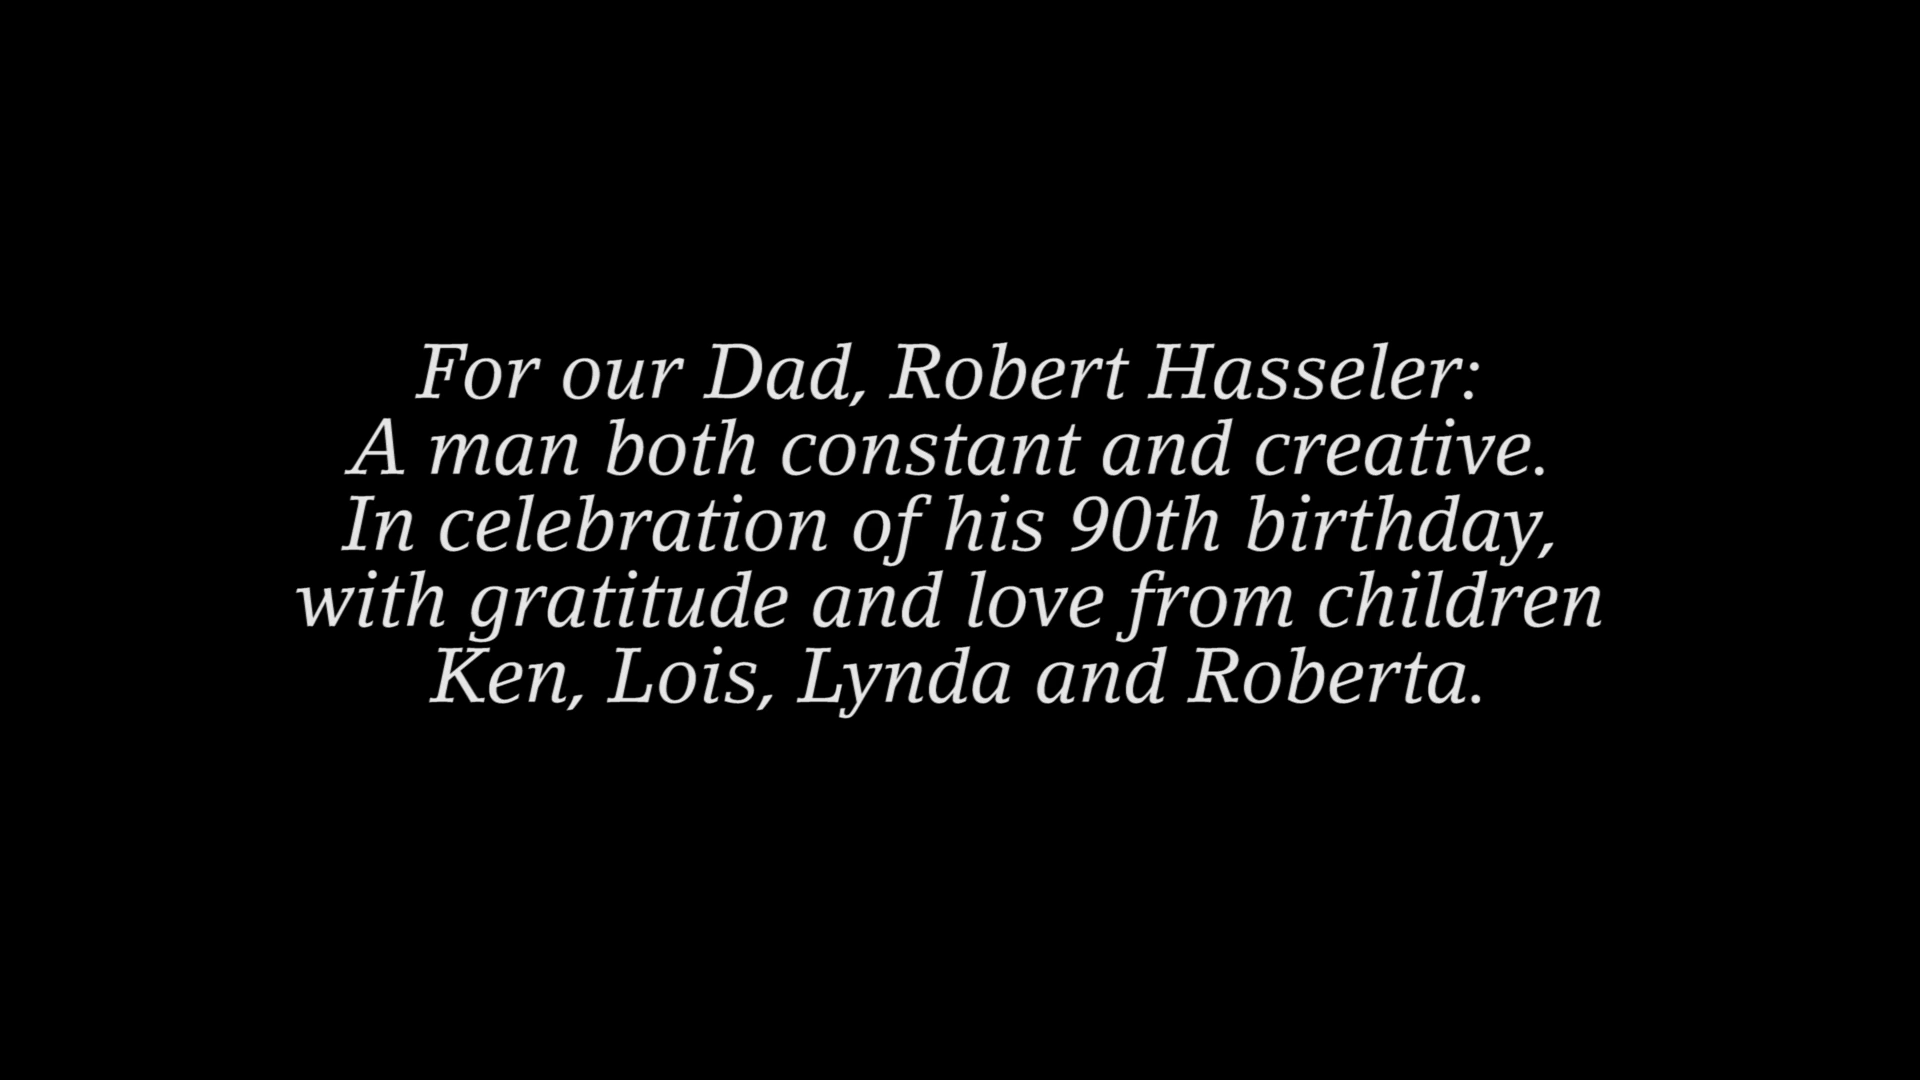 For our Dad, Robert Hasseler:
A man both constant and creative.
In celebration of his 90th birthday,
with gratitude and love from children
Ken, Lois, Lynda and Roberta.